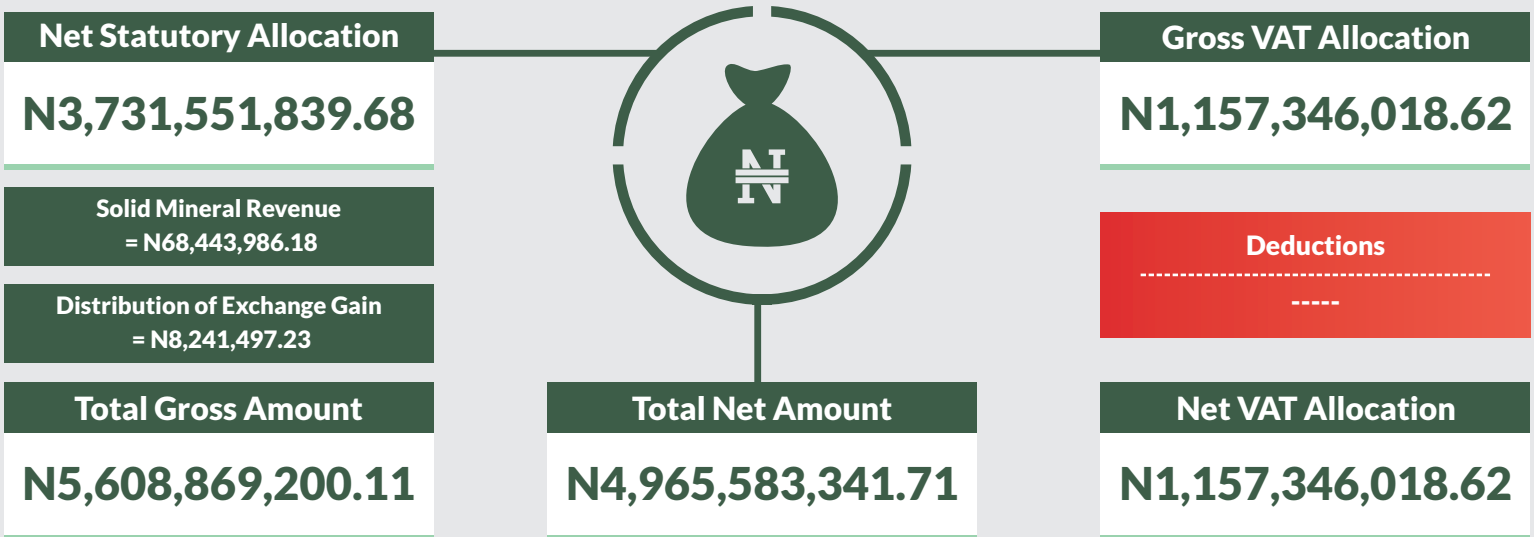 Net Statutory Allocation
N3,731,551,839.68
Solid Mineral Revenue
= N68,443,986.18
Distribution of Exchange Gain
= N8,241,497.23
Total Gross Amount
N5,608,869,200.11
Total Net Amount
N4,965,583,341.71
Gross VAT Allocation
N1,157,346,018.62
Deductions
-----
Net VAT Allocation
N1,157,346,018.62